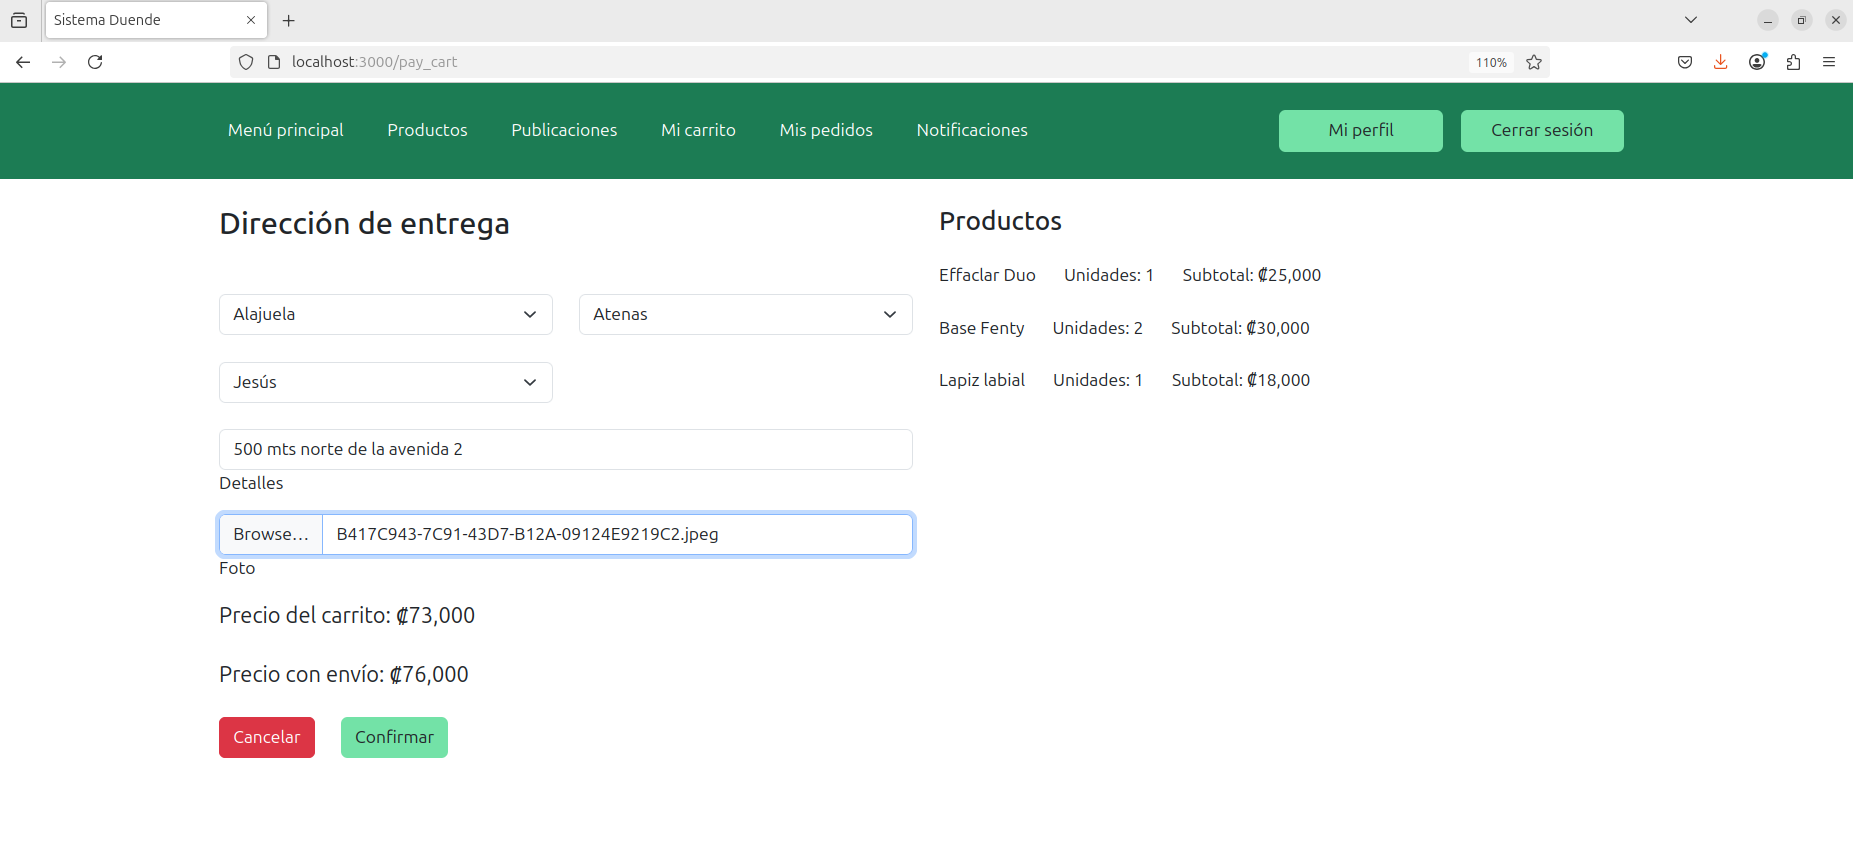 Sistema Duende
localhost:3000/pay_cart
110%
Menú principal
Productos
Publicaciones
Mi carrito
Mis pedidos
Notificaciones
Mi perfil
Cerrar sesión
Dirección de entrega
Alajuela
Atenas
Jesús
500 mts norte de la avenida 2
Detalles
Browse... B417C943-7C91-43D7-B12A-09124E9219C2.jpeg
Foto
Precio del carrito: ₡73,000
Precio con envío: ₡76,000
Cancelar
Confirmar
Productos
Effaclar Duo Unidades: 1 Subtotal: ₡25,000
Base Fenty Unidades: 2 Subtotal: ₡30,000
Lapiz labial Unidades: 1 Subtotal: ₡18,000